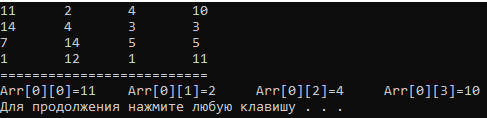 11 2 4 10
14 4 3 3
7 14 5 5
1 12 1 11
==========================
Arr[0][0]=11 Arr[0][1]=2 Arr[0][2]=4 Arr[0][3]=10
Для продолжения нажмите любую клавишу . . .